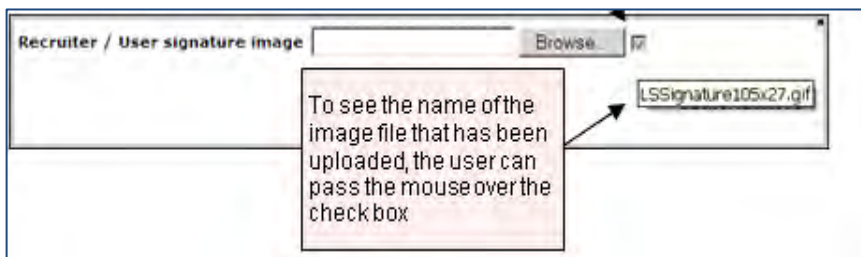 Recruiter / User signature image Browse...
LSSignature105x27.gif
To see the name of the
image file that has been
uploaded, the user can
pass the mouse over the
check box